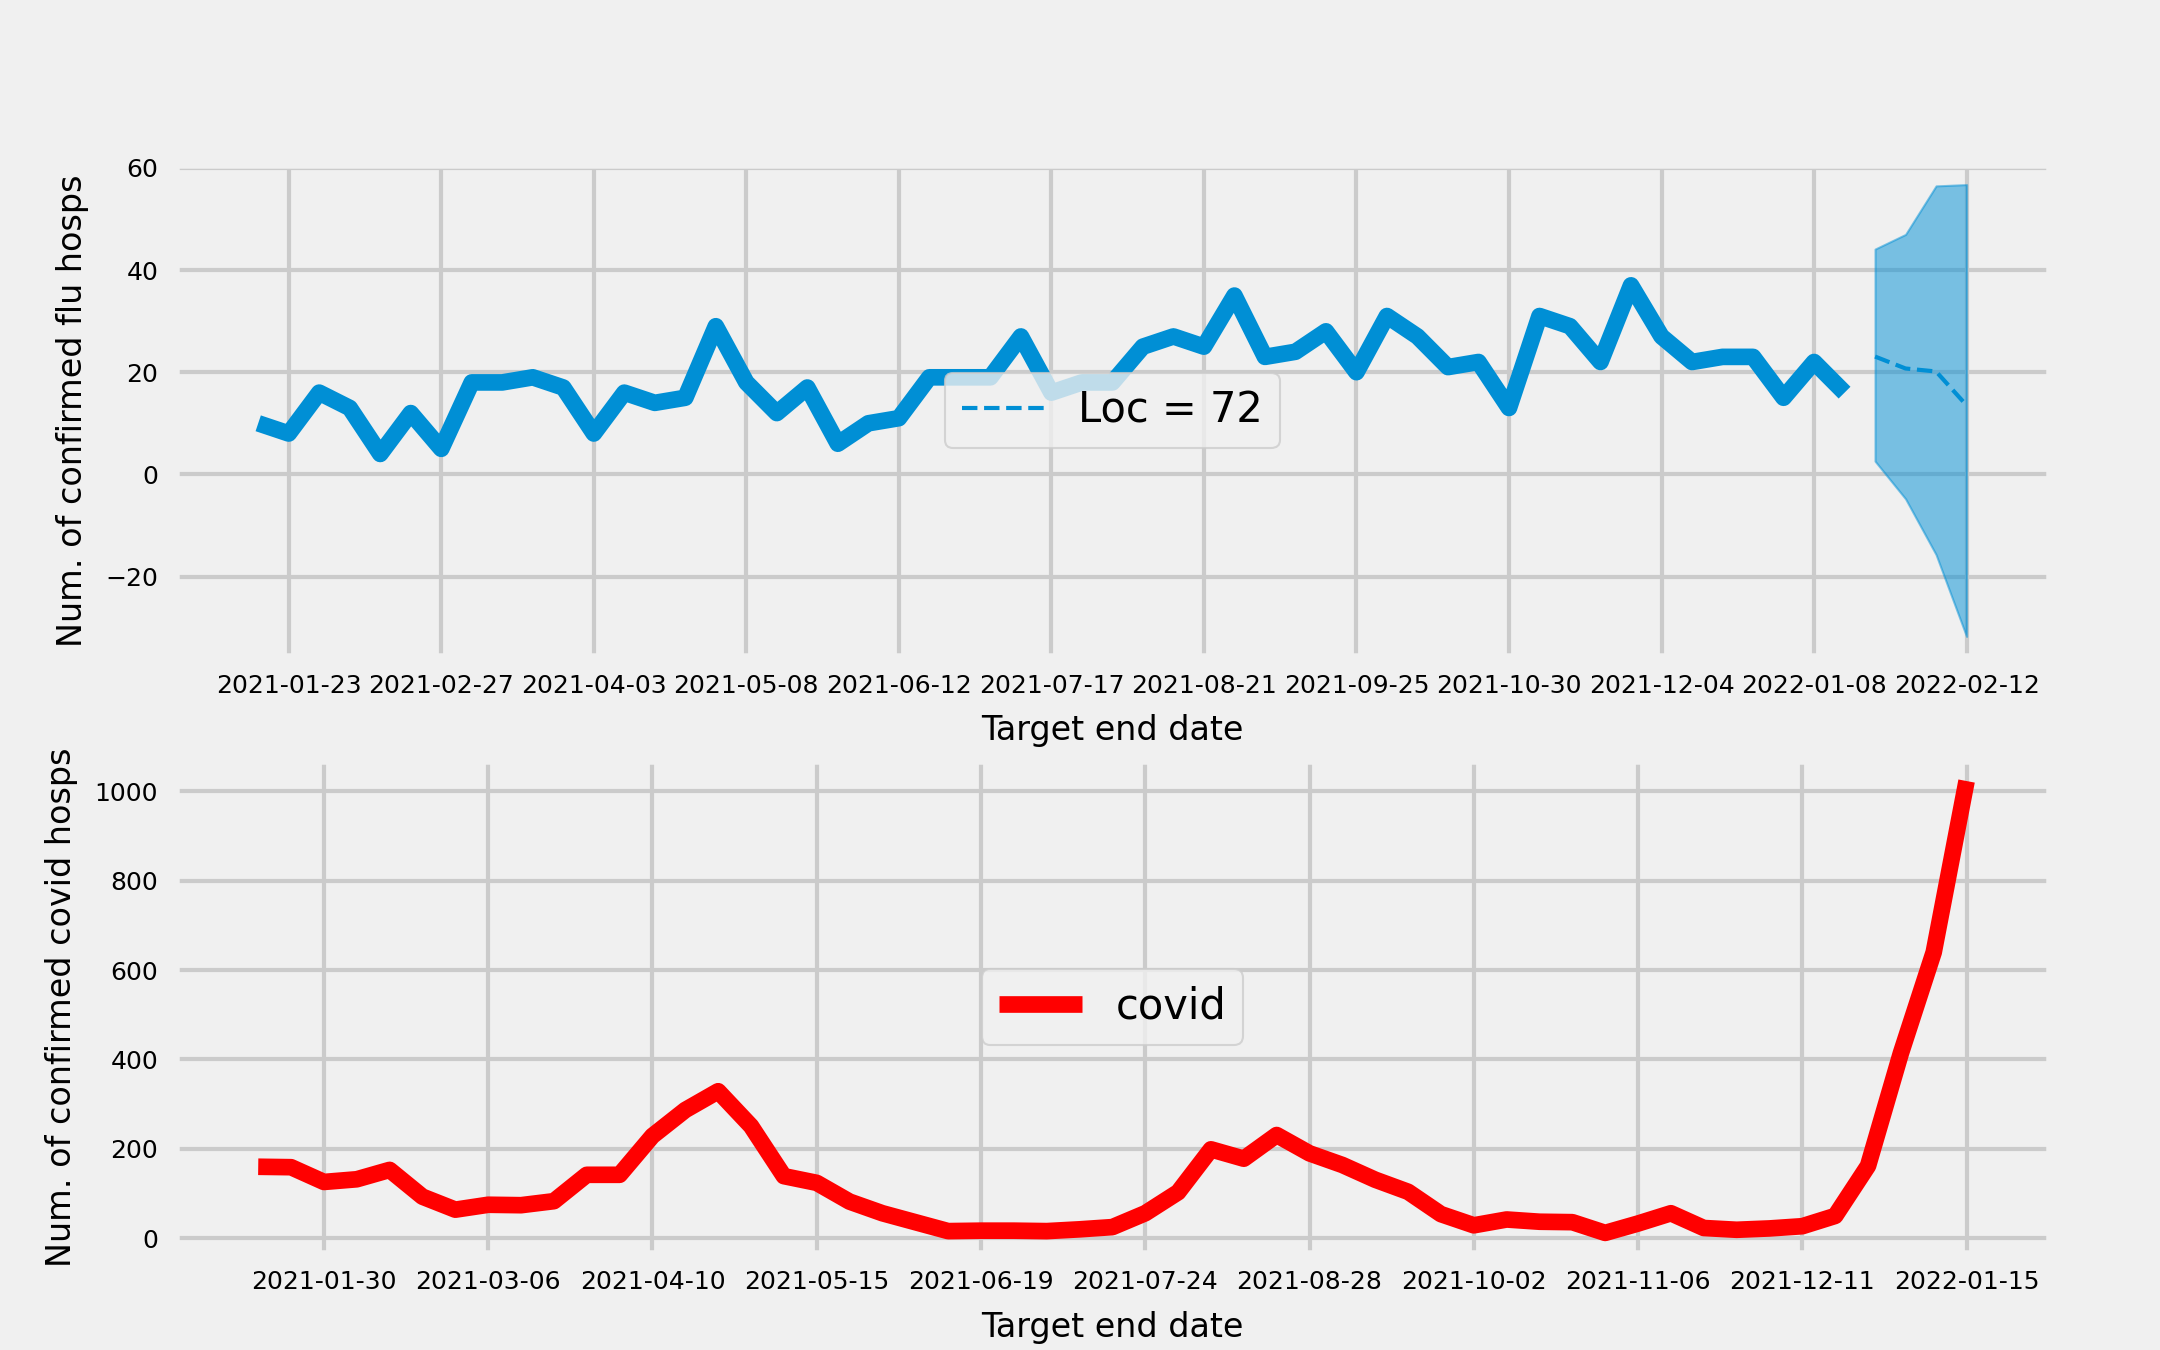 Num. of confirmed flu hosps
60
40
20
0
−20
Loc = 72
2021-01-23 2021-02-27 2021-04-03 2021-05-08 2021-06-12 2021-07-17 2021-08-21 2021-09-25 2021-10-30 2021-12-04 2022-01-08 2022-02-12
Target end date
Num. of confirmed covid hosps
1000
800
600
400
200
0
covid
2021-01-30 2021-03-06 2021-04-10 2021-05-15 2021-06-19 2021-07-24 2021-08-28 2021-10-02 2021-11-06 2021-12-11 2022-01-15
Target end date